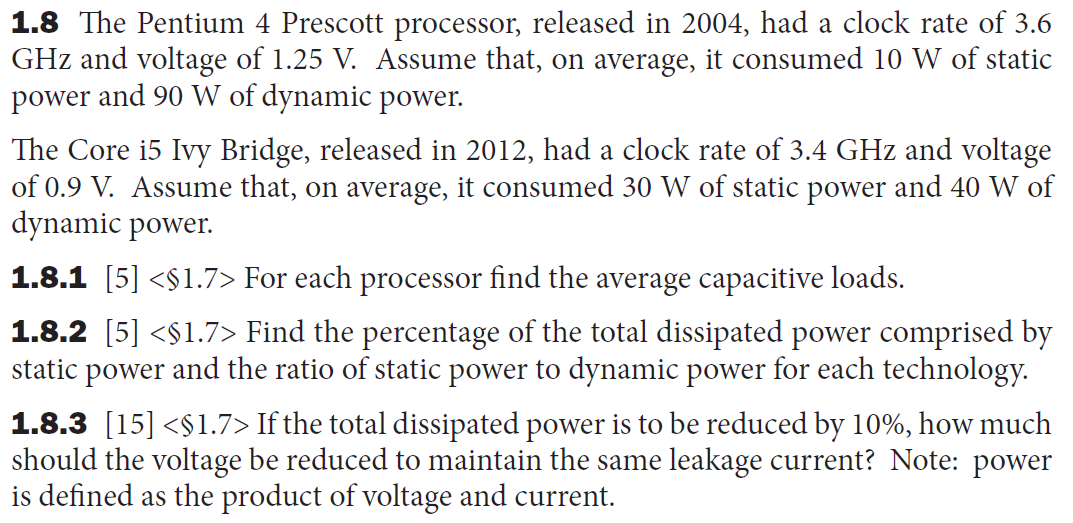 1.8 The Pentium 4 Prescott processor, released in 2004, had a clock rate of 3.6
GHz and voltage of 1.25 V. Assume that, on average, it consumed 10 W of static
power and 90 W of dynamic power.
The Core i5 Ivy Bridge, released in 2012, had a clock rate of 3.4 GHz and voltage
of 0.9 V. Assume that, on average, it consumed 30 W of static power and 40 W of
dynamic power.
1.8.1 [5] <§1.7> For each processor find the average capacitive loads.
1.8.2 [5] <§1.7> Find the percentage of the total dissipated power comprised by
static power and the ratio of static power to dynamic power for each technology.
1.8.3 [15] <§1.7> If the total dissipated power is to be reduced by 10%, how much
should the voltage be reduced to maintain the same leakage current? Note: power
is defined as the product of voltage and current.